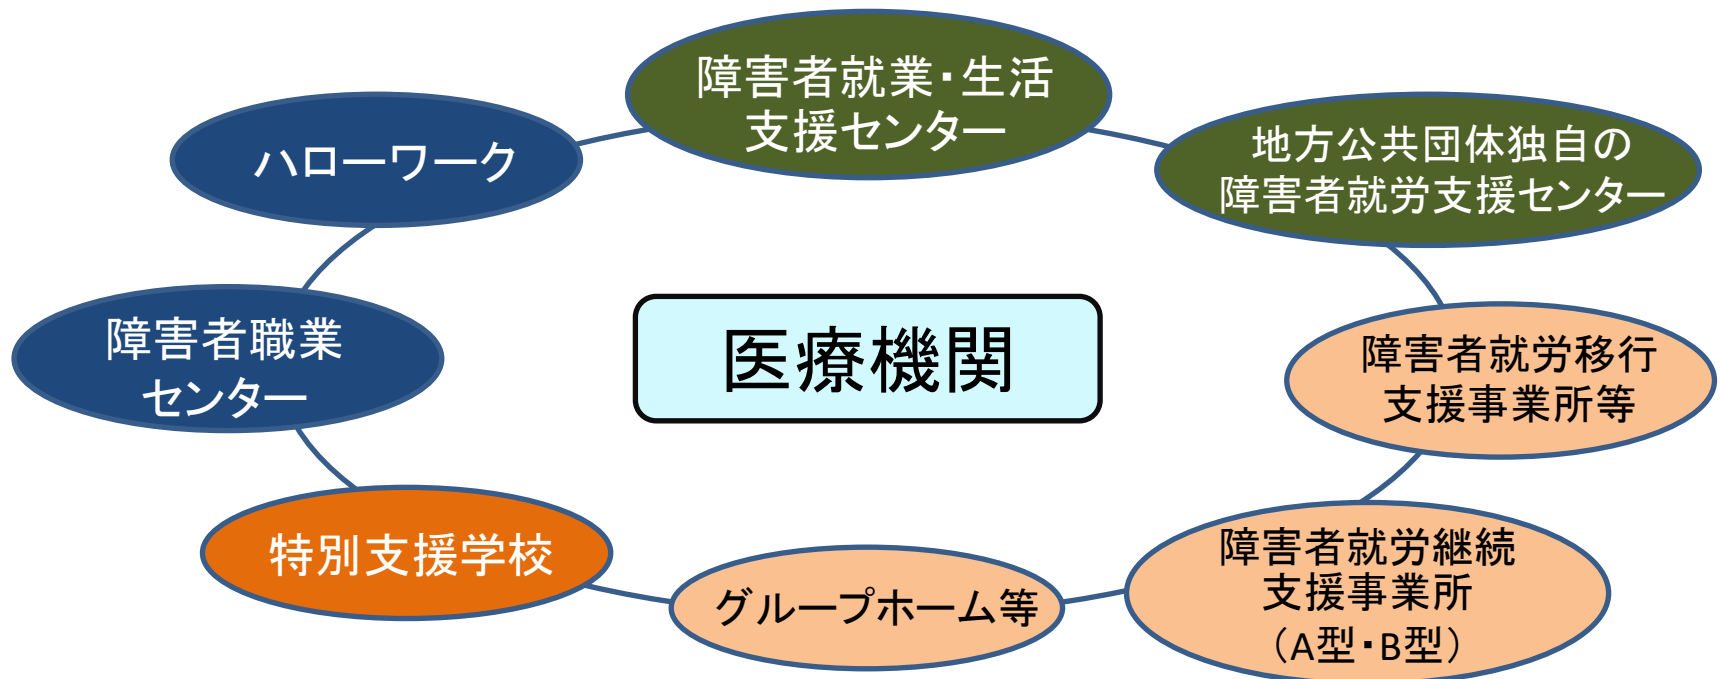 障害者就業・生活
支援センター
ハローワーク
地方公共団体独自の
障害者就労支援センター
障害者職業
センター
医療機関
障害者就労移行
支援事業所等
特別支援学校
グループホーム等
障害者就労継続
支援事業所
（A型・B型）